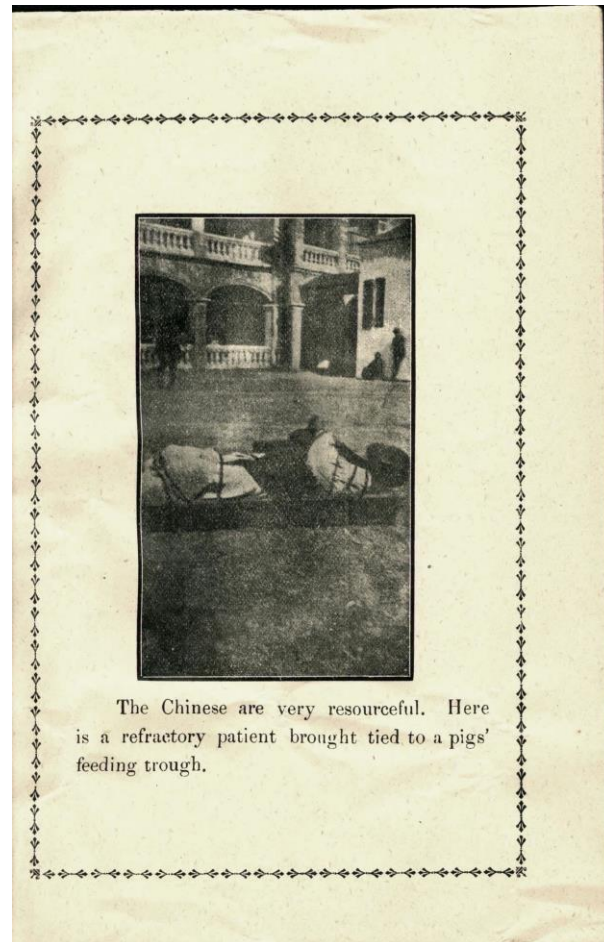 The Chinese are very resourceful. Here
is a refractory patient brought tied to a pigs'
feeding trough.